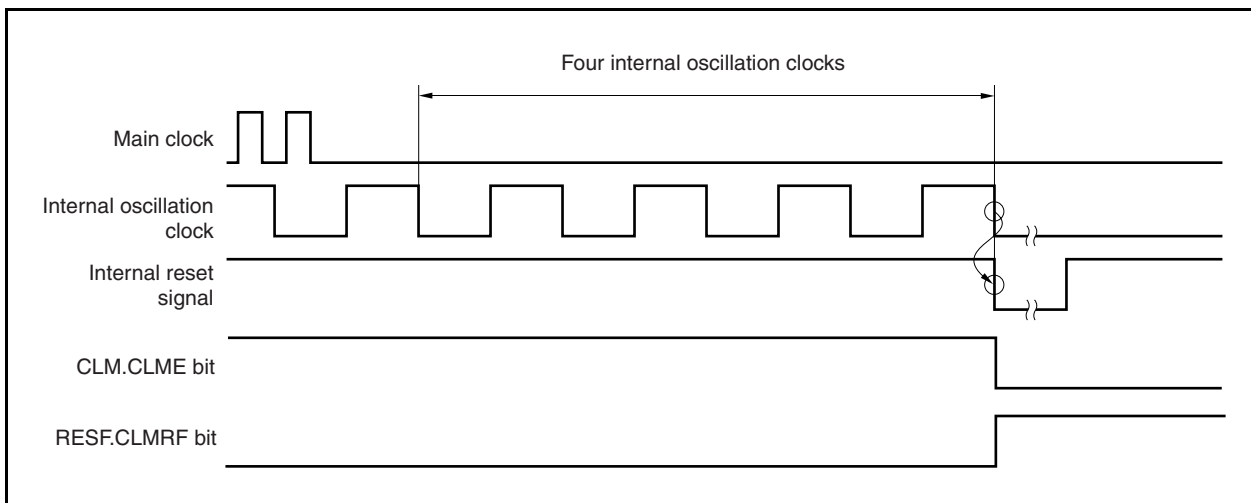 Four internal oscillation clocks
Main clock
Internal oscillation
clock
Internal reset
signal
CLM.CLME bit
RESF.CLMRF bit